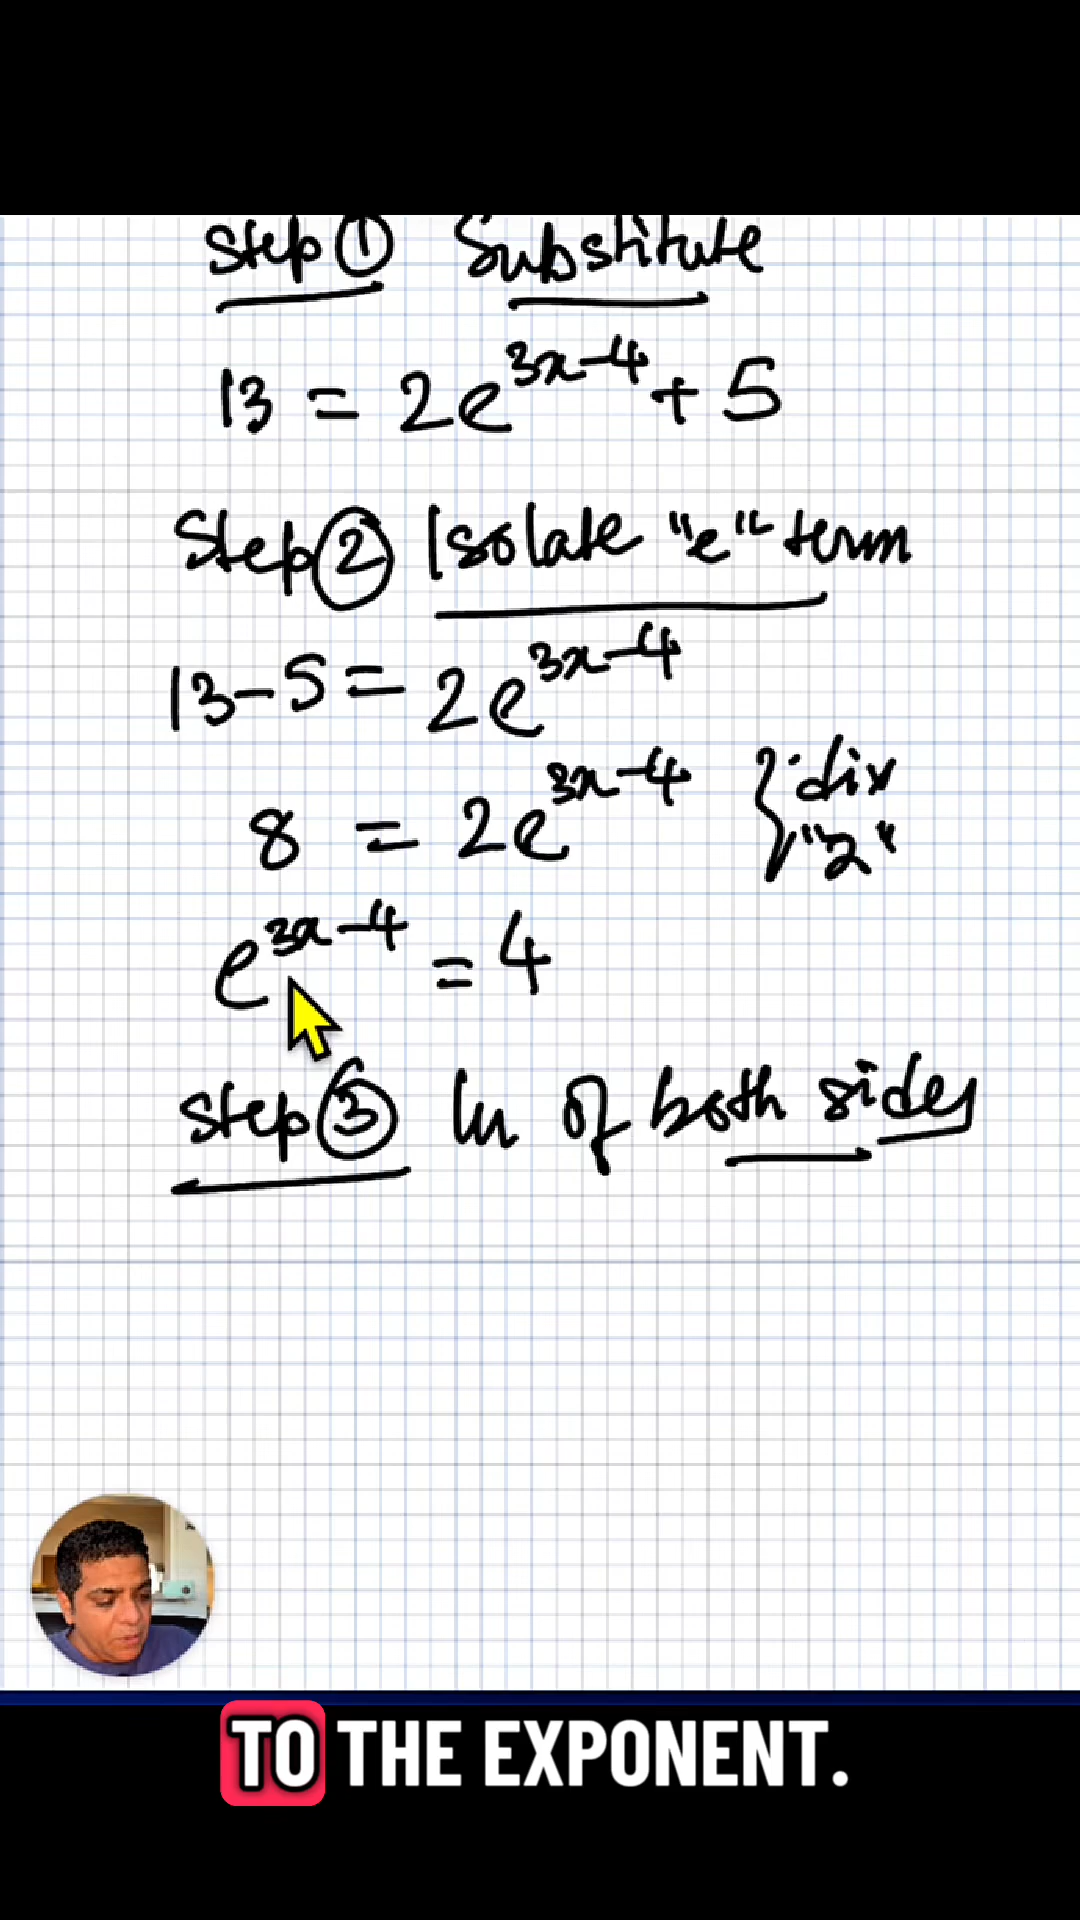 Step ① Substitute
13 = 2e^{3x-4} + 5
Step ② Isolate "e" term
13 - 5 = 2e^{3x-4}
8 = 2e^{3x-4} } div "2"
e^{3x-4} = 4
Step ③ ln of both sides
TO THE EXPONENT.